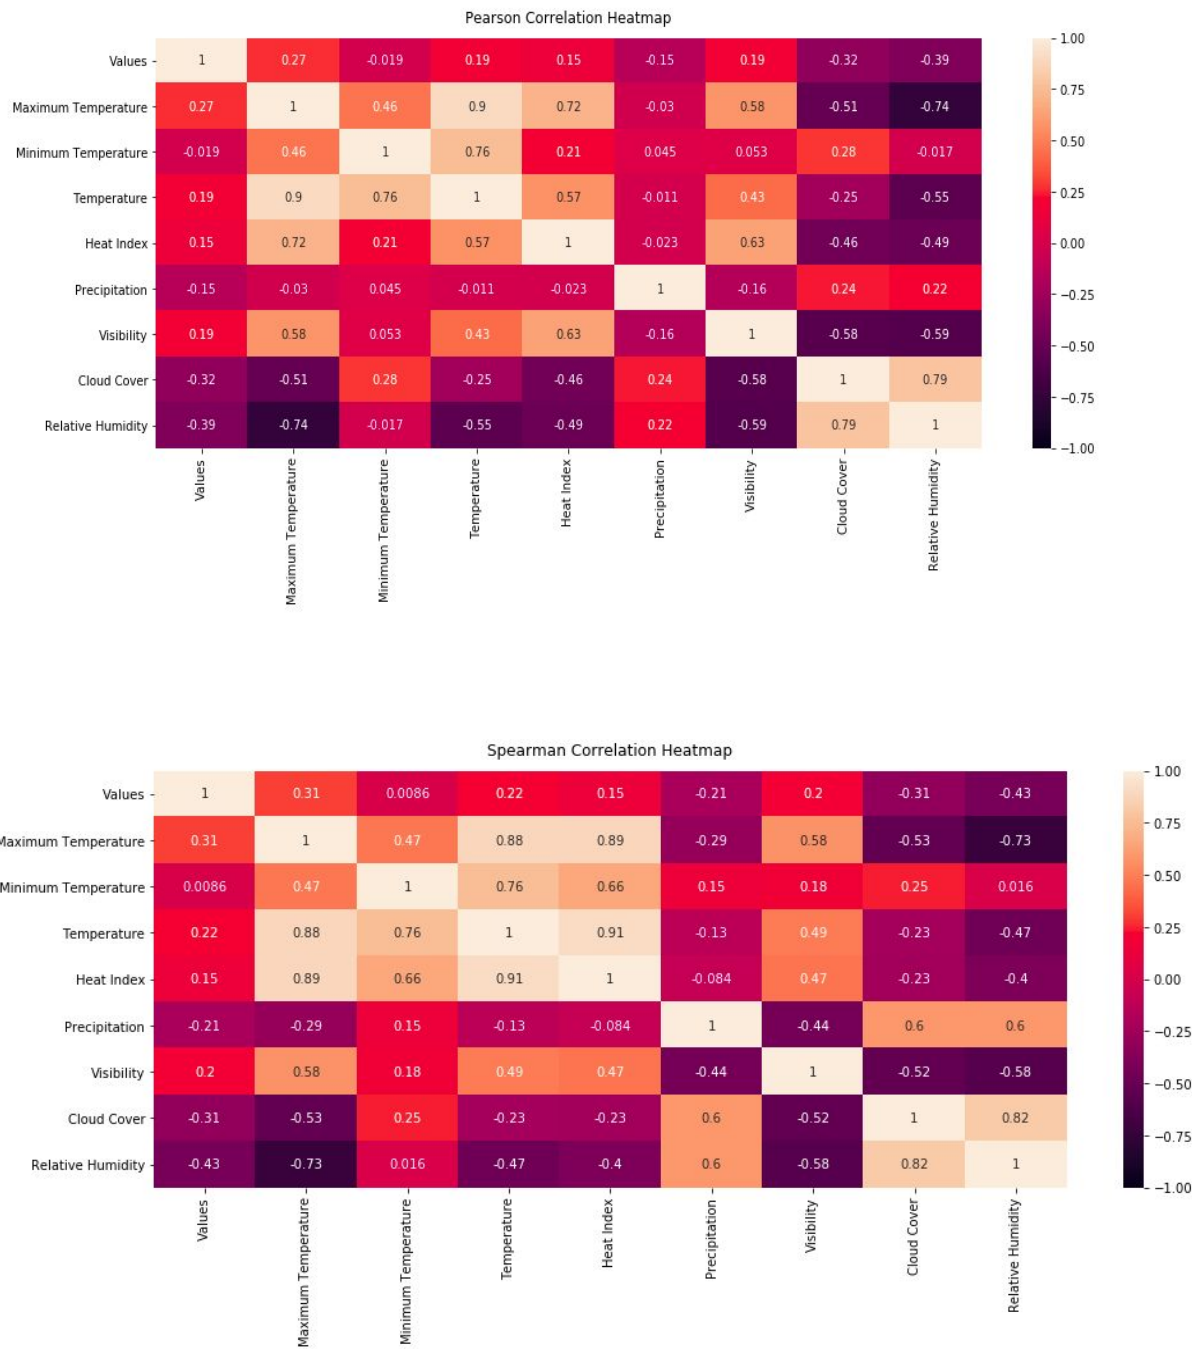 Pearson Correlation Heatmap
Values 1 0.27 -0.019 0.19 0.15 -0.15 0.19 -0.32 -0.39
Maximum Temperature 0.27 1 0.46 0.9 0.72 -0.03 0.58 -0.51 -0.74
Minimum Temperature -0.019 0.46 1 0.76 0.21 0.045 0.053 0.28 -0.017
Temperature 0.19 0.9 0.76 1 0.57 -0.011 0.43 -0.25 -0.55
Heat Index 0.15 0.72 0.21 0.57 1 -0.023 0.63 -0.46 -0.49
Precipitation -0.15 -0.03 0.045 -0.011 -0.023 1 -0.16 0.24 0.22
Visibility 0.19 0.58 0.053 0.43 0.63 -0.16 1 -0.58 -0.59
Cloud Cover -0.32 -0.51 0.28 -0.25 -0.46 0.24 -0.58 1 0.79
Relative Humidity -0.39 -0.74 -0.017 -0.55 -0.49 0.22 -0.59 0.79 1
Values
Maximum Temperature
Minimum Temperature
Temperature
Heat Index
Precipitation
Visibility
Cloud Cover
Relative Humidity
1.00
0.75
0.50
0.25
0.00
−0.25
−0.50
−0.75
−1.00
Spearman Correlation Heatmap
Values 1 0.31 0.0086 0.22 0.15 -0.21 0.2 -0.31 -0.43
Maximum Temperature 0.31 1 0.47 0.88 0.89 -0.29 0.58 -0.53 -0.73
Minimum Temperature 0.0086 0.47 1 0.76 0.66 0.15 0.18 0.25 0.016
Temperature 0.22 0.88 0.76 1 0.91 -0.13 0.49 -0.23 -0.47
Heat Index 0.15 0.89 0.66 0.91 1 -0.084 0.47 -0.23 -0.4
Precipitation -0.21 -0.29 0.15 -0.13 -0.084 1 -0.44 0.6 0.6
Visibility 0.2 0.58 0.18 0.49 0.47 -0.44 1 -0.52 -0.58
Cloud Cover -0.31 -0.53 0.25 -0.23 -0.23 0.6 -0.52 1 0.82
Relative Humidity -0.43 -0.73 0.016 -0.47 -0.4 0.6 -0.58 0.82 1
Values
Maximum Temperature
Minimum Temperature
Temperature
Heat Index
Precipitation
Visibility
Cloud Cover
Relative Humidity
1.00
0.75
0.50
0.25
0.00
−0.25
−0.50
−0.75
−1.00